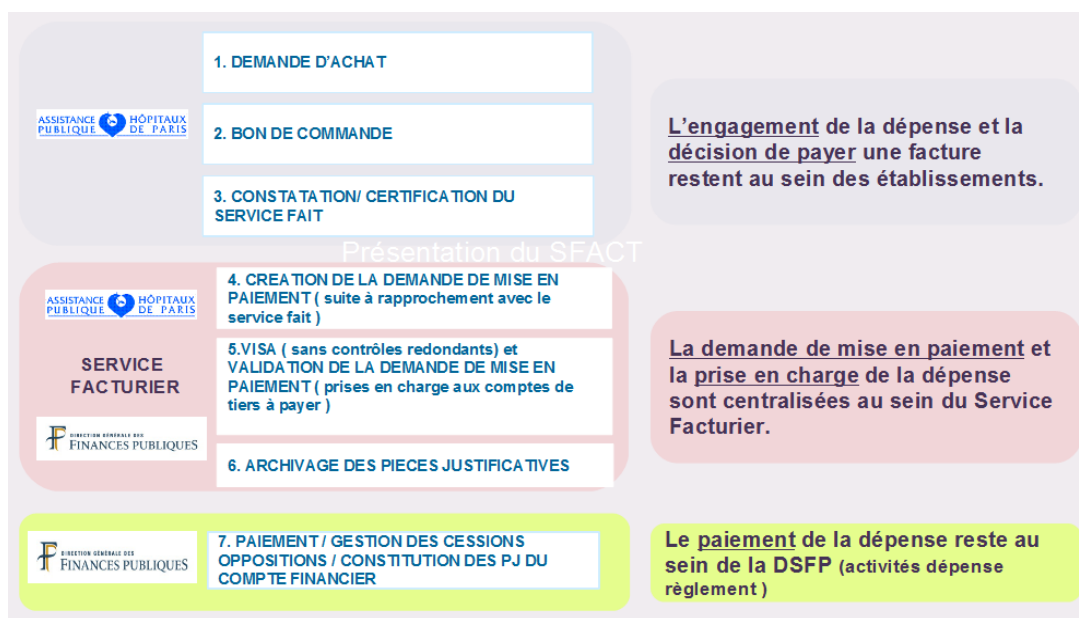 1. DEMANDE D'ACHAT
ASSISTANCE HÔPITAUX
PUBLIQUE DE PARIS
2. BON DE COMMANDE
3. CONSTATATION/ CERTIFICATION DU
SERVICE FAIT
L'engagement de la dépense et la
décision de payer une facture
restent au sein des établissements.
Présentation du SFACT
ASSISTANCE HÔPITAUX
PUBLIQUE DE PARIS
SERVICE
FACTURIER
DIRECTION GÉNÉRALE DES
FINANCES PUBLIQUES
4. CREATION DE LA DEMANDE DE MISE EN
PAIEMENT ( suite à rapprochement avec le
service fait )
5.VISA ( sans contrôles redondants) et
VALIDATION DE LA DEMANDE DE MISE EN
PAIEMENT ( prises en charge aux comptes de
tiers à payer )
6. ARCHIVAGE DES PIECES JUSTIFICATIVES
La demande de mise en paiement et
la prise en charge de la dépense
sont centralisées au sein du Service
Facturier.
DIRECTION GÉNÉRALE DES
FINANCES PUBLIQUES
7. PAIEMENT / GESTION DES CESSIONS
OPPOSITIONS / CONSTITUTION DES PJ DU
COMPTE FINANCIER
Le paiement de la dépense reste au
sein de la DSFP (activités dépense
règlement )